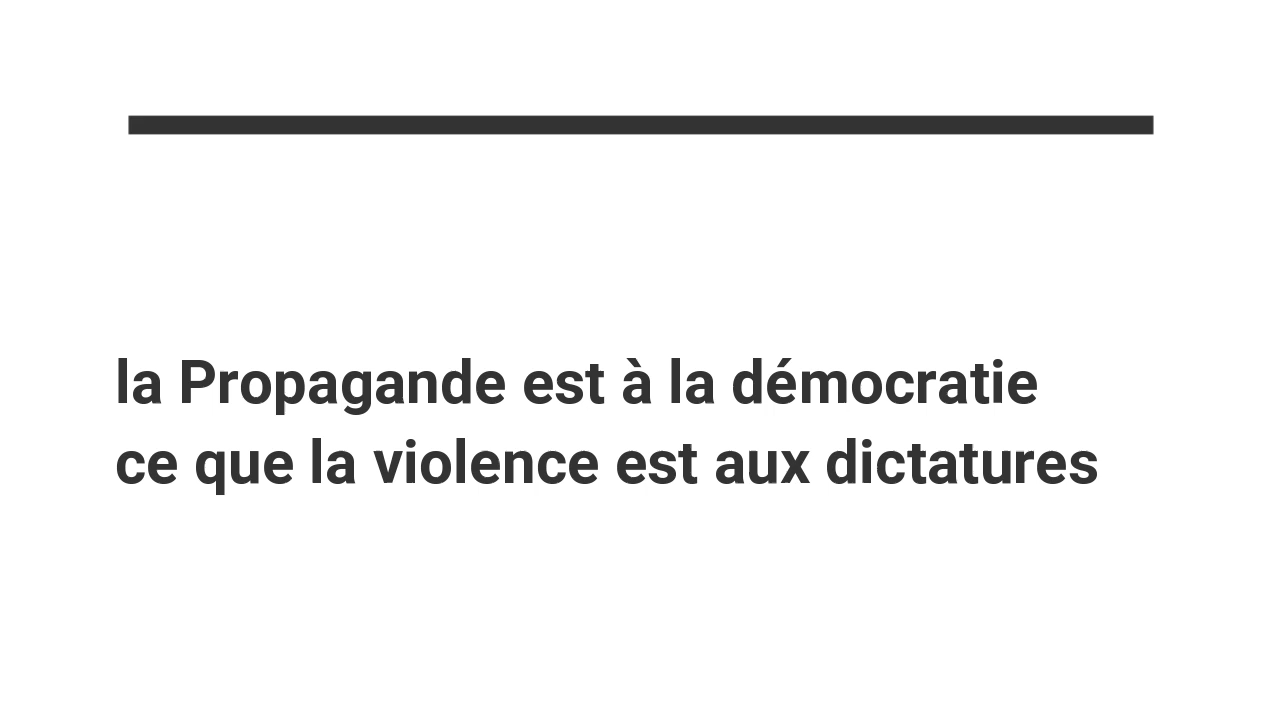 la Propagande est à la démocratie
ce que la violence est aux dictatures